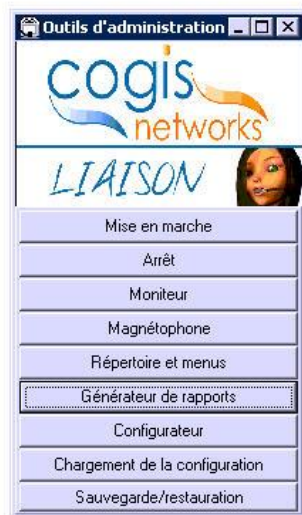 Outils d'administration
cogis
networks
LIAISON
Mise en marche
Arrêt
Moniteur
Magnétophone
Répertoire et menus
Générateur de rapports
Configurateur
Chargement de la configuration
Sauvegarde/restauration